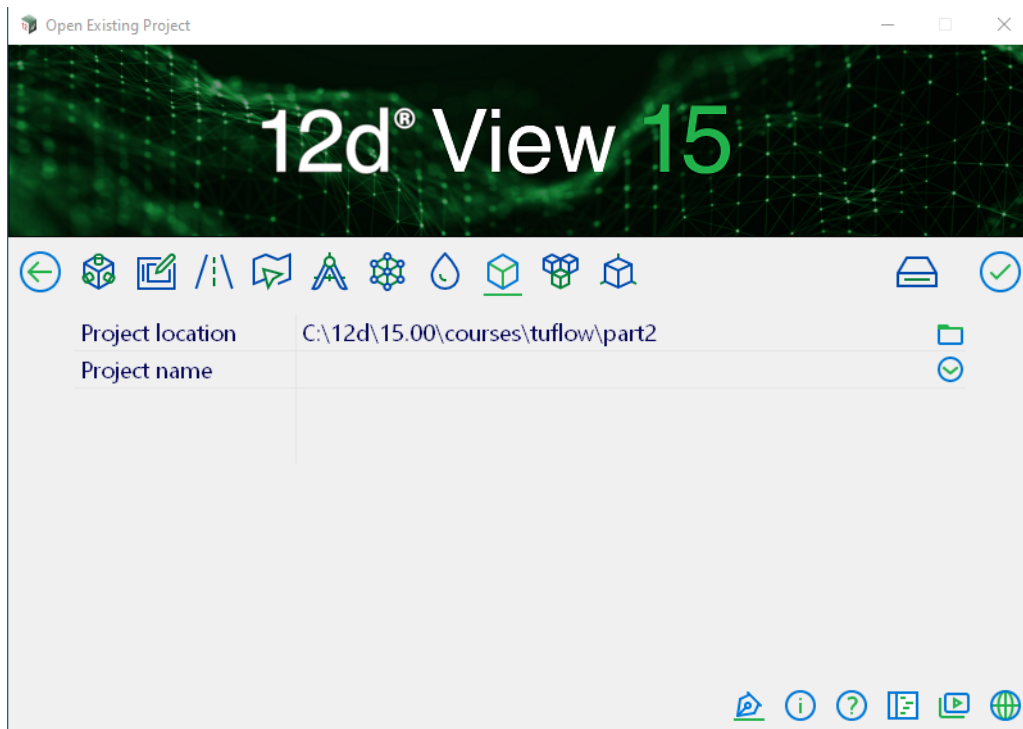 Open Existing Project
12d® View 15
Project location C:\12d\15.00\courses\tuflow\part2
Project name